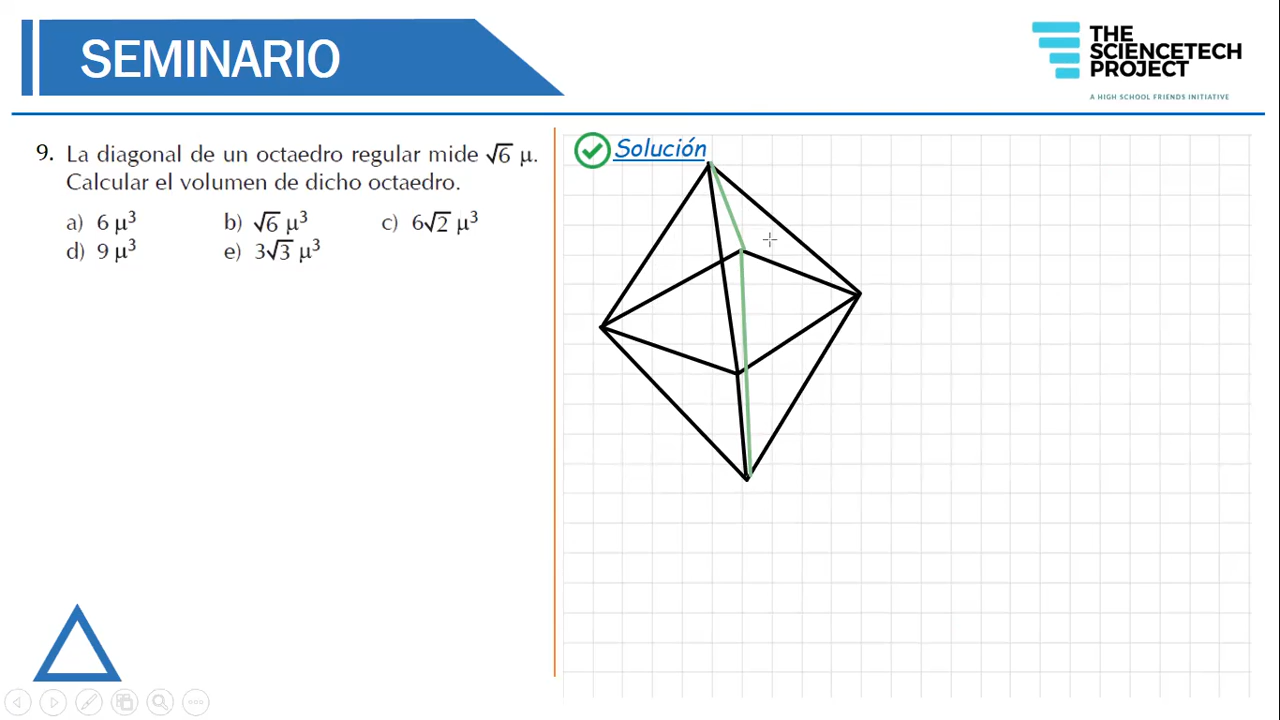 SEMINARIO
THE
SCIENCETECH
PROJECT
A HIGH SCHOOL FRIENDS INITIATIVE
9. La diagonal de un octaedro regular mide √6 μ.
Calcular el volumen de dicho octaedro.
a) 6 μ³ b) √6 μ³ c) 6√2 μ³
d) 9 μ³ e) 3√3 μ³
Solución